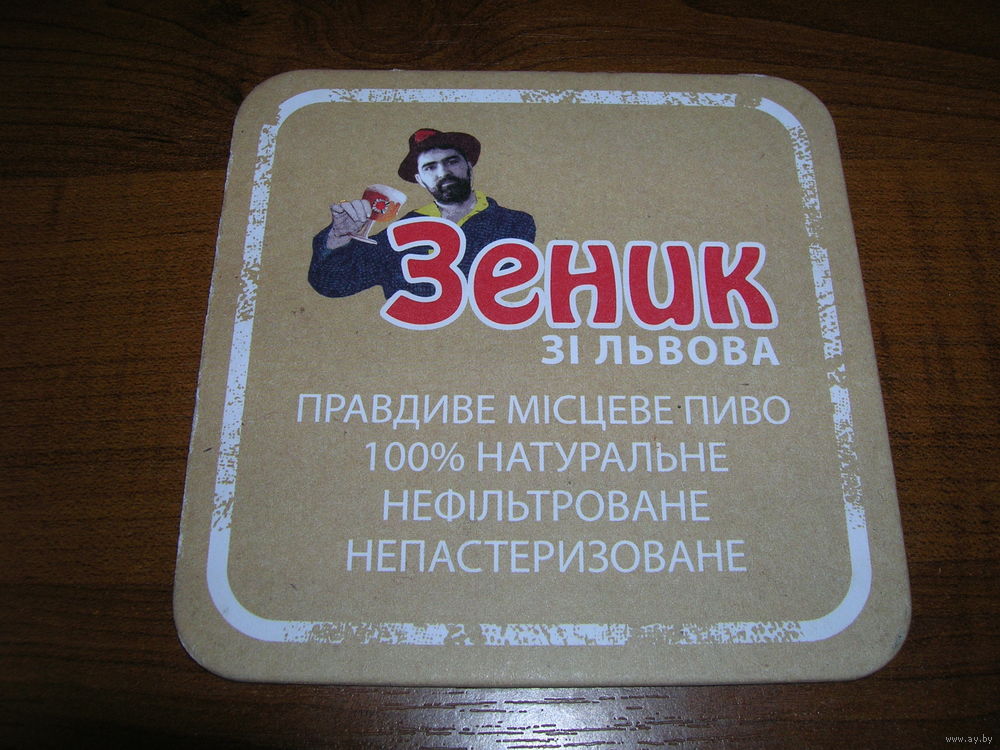 Зеник
ЗІ ЛЬВОВА
ПРАВДИВЕ МІСЦЕВЕ ПИВО
100% НАТУРАЛЬНЕ
НЕФІЛЬТРОВАНЕ
НЕПАСТЕРИЗОВАНЕ
www.ay.by